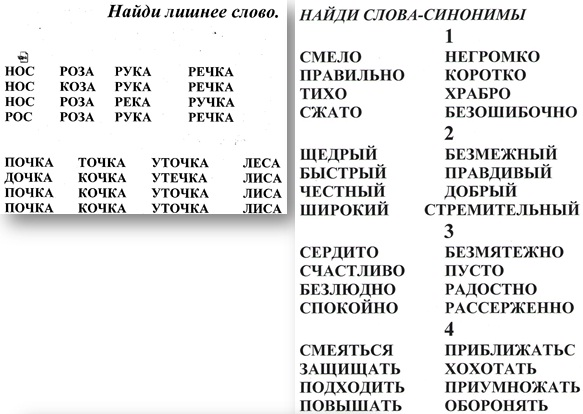 Найди лишнее слово.
НОС РОЗА РУКА РЕЧКА
НОС КОЗА РУКА РЕЧКА
НОС РОЗА РЕКА РУЧКА
РОС РОЗА РУКА РЕЧКА
ПОЧКА ТОЧКА УТОЧКА ЛЕСА
ДОЧКА КОЧКА УТЕЧКА ЛИСА
ПОЧКА КОЧКА УТОЧКА ЛИСА
ПОЧКА КОЧКА УТОЧКА ЛИСА
НАЙДИ СЛОВА-СИНОНИМЫ
1
СМЕЛО НЕГРОМКО
ПРАВИЛЬНО КОРОТКО
ТИХО ХРАБРО
СЖАТО БЕЗОШИБОЧНО
2
ЩЕДРЫЙ БЕЗМЕЖНЫЙ
БЫСТРЫЙ ПРАВДИВЫЙ
ЧЕСТНЫЙ ДОБРЫЙ
ШИРОКИЙ СТРЕМИТЕЛЬНЫЙ
3
СЕРДИТО БЕЗМЯТЕЖНО
СЧАСТЛИВО ПУСТО
БЕЗЛЮДНО РАДОСТНО
СПОКОЙНО РАССЕРЖЕННО
4
СМЕЯТЬСЯ ПРИБЛИЖАТЬС
ЗАЩИЩАТЬ ХОХОТАТЬ
ПОДХОДИТЬ ПРИУМНОЖАТЬ
ПОВЫШАТЬ ОБОРОНЯТЬ